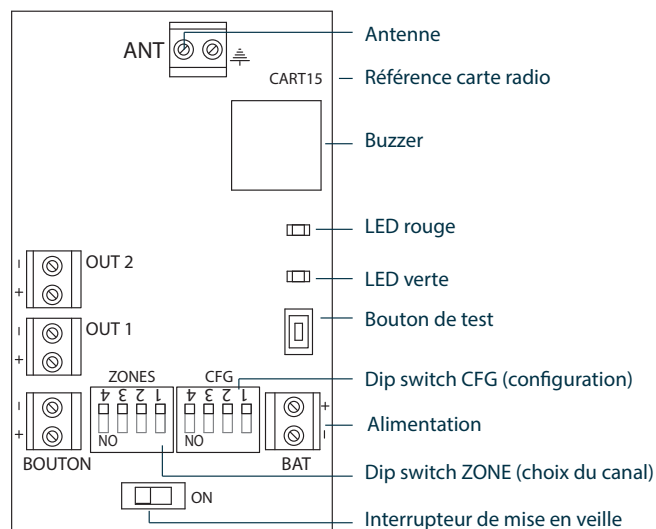 ANT
Antenne
CART15
Référence carte radio
Buzzer
LED rouge
– OUT 2
LED verte
+
– OUT 1
Bouton de test
+
ZONES CFG
Dip switch CFG (configuration)
4 3 2 1 4 3 2 1
– +
Alimentation
+ –
NO NO
BOUTON BAT
Dip switch ZONE (choix du canal)
ON
Interrupteur de mise en veille